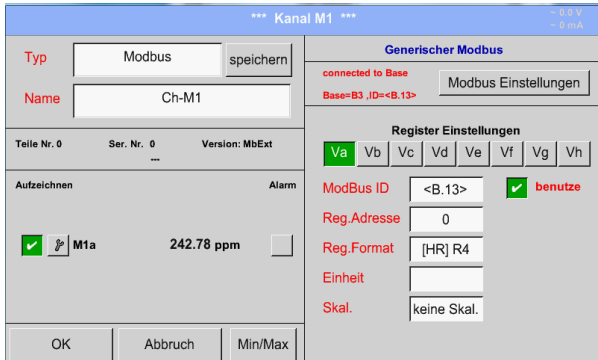 *** Kanal M1 ***
~ 0.0 V
~ 0 mA
Typ
Modbus
speichern
Name
Ch-M1
Teile Nr. 0
Ser. Nr. 0
Version: MbExt
---
Aufzeichnen
Alarm
M1a
242.78 ppm
OK
Abbruch
Min/Max
Generischer Modbus
connected to Base
Base=B3 ,ID=<B.13>
Modbus Einstellungen
Register Einstellungen
Va Vb Vc Vd Ve Vf Vg Vh
ModBus ID
<B.13>
benutze
Reg.Adresse
0
Reg.Format
[HR] R4
Einheit
Skal.
keine Skal.